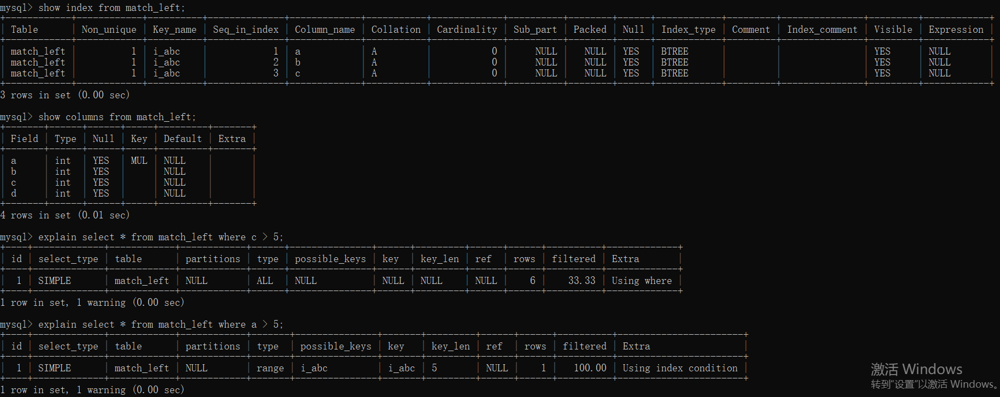 mysql> show index from match_left;
+------------+------------+----------+--------------+-------------+-----------+-------------+----------+--------+------+------------+---------+---------------+---------+------------+
| Table | Non_unique | Key_name | Seq_in_index | Column_name | Collation | Cardinality | Sub_part | Packed | Null | Index_type | Comment | Index_comment | Visible | Expression |
+------------+------------+----------+--------------+-------------+-----------+-------------+----------+--------+------+------------+---------+---------------+---------+------------+
| match_left | 1 | i_abc | 1 | a | A | 0 | NULL | NULL | YES | BTREE | | | YES | NULL |
| match_left | 1 | i_abc | 2 | b | A | 0 | NULL | NULL | YES | BTREE | | | YES | NULL |
| match_left | 1 | i_abc | 3 | c | A | 0 | NULL | NULL | YES | BTREE | | | YES | NULL |
+------------+------------+----------+--------------+-------------+-----------+-------------+----------+--------+------+------------+---------+---------------+---------+------------+
3 rows in set (0.00 sec)
mysql> show columns from match_left;
+-------+------+------+-----+---------+-------+
| Field | Type | Null | Key | Default | Extra |
+-------+------+------+-----+---------+-------+
| a | int | YES | MUL | NULL | |
| b | int | YES | | NULL | |
| c | int | YES | | NULL | |
| d | int | YES | | NULL | |
+-------+------+------+-----+---------+-------+
4 rows in set (0.01 sec)
mysql> explain select * from match_left where c > 5;
+----+-------------+------------+------------+------+---------------+------+---------+------+------+----------+-------------+
| id | select_type | table | partitions | type | possible_keys | key | key_len | ref | rows | filtered | Extra |
+----+-------------+------------+------------+------+---------------+------+---------+------+------+----------+-------------+
| 1 | SIMPLE | match_left | NULL | ALL | NULL | NULL | NULL | NULL | 6 | 33.33 | Using where |
+----+-------------+------------+------------+------+---------------+------+---------+------+------+----------+-------------+
1 row in set, 1 warning (0.00 sec)
mysql> explain select * from match_left where a > 5;
+----+-------------+------------+------------+-------+---------------+-------+---------+------+------+----------+-----------------------+
| id | select_type | table | partitions | type | possible_keys | key | key_len | ref | rows | filtered | Extra |
+----+-------------+------------+------------+-------+---------------+-------+---------+------+------+----------+-----------------------+
| 1 | SIMPLE | match_left | NULL | range | i_abc | i_abc | 5 | NULL | 1 | 100.00 | Using index condition |
+----+-------------+------------+------------+-------+---------------+-------+---------+------+------+----------+-----------------------+
1 row in set, 1 warning (0.00 sec)
激活 Windows
转到“设置”以激活 Windows。